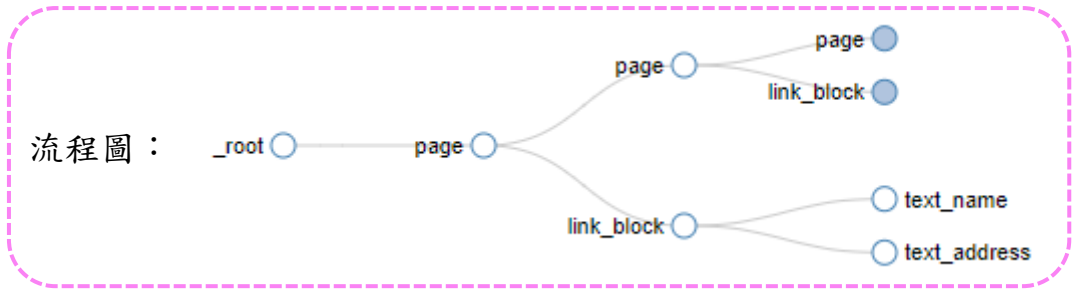 page
page
link_block
流程圖：
_root
page
text_name
link_block
text_address